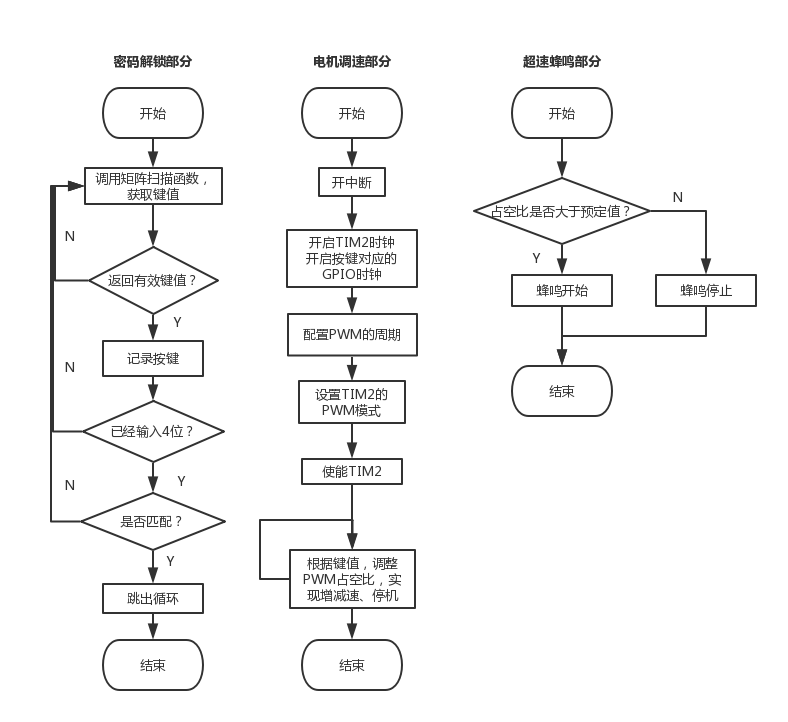 密码解锁部分
开始
调用矩阵扫描函数，
获取键值
N
返回有效键值？
Y
记录按键
N
已经输入4位？
Y
N
是否匹配？
Y
跳出循环
结束
电机调速部分
开始
开中断
开启TIM2时钟
开启按键对应的
GPIO时钟
配置PWM的周期
设置TIM2的
PWM模式
使能TIM2
根据键值，调整
PWM占空比，实
现增减速、停机
结束
超速蜂鸣部分
开始
占空比是否大于预定值？
N
Y
蜂鸣开始
蜂鸣停止
结束